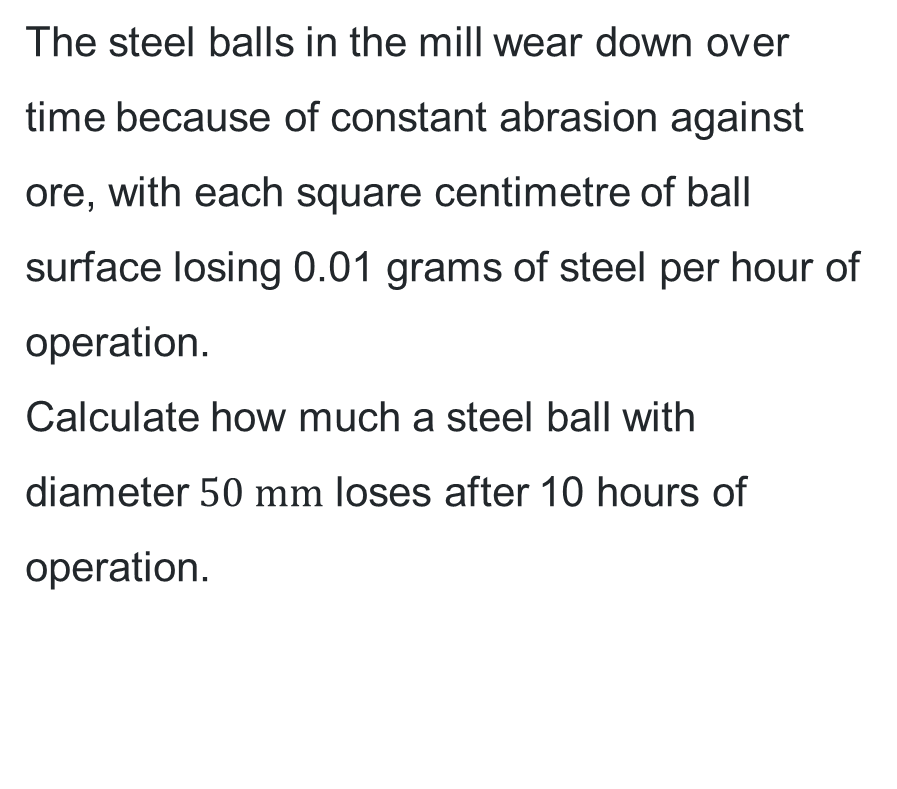 The steel balls in the mill wear down over
time because of constant abrasion against
ore, with each square centimetre of ball
surface losing 0.01 grams of steel per hour of
operation.
Calculate how much a steel ball with
diameter 50 mm loses after 10 hours of
operation.